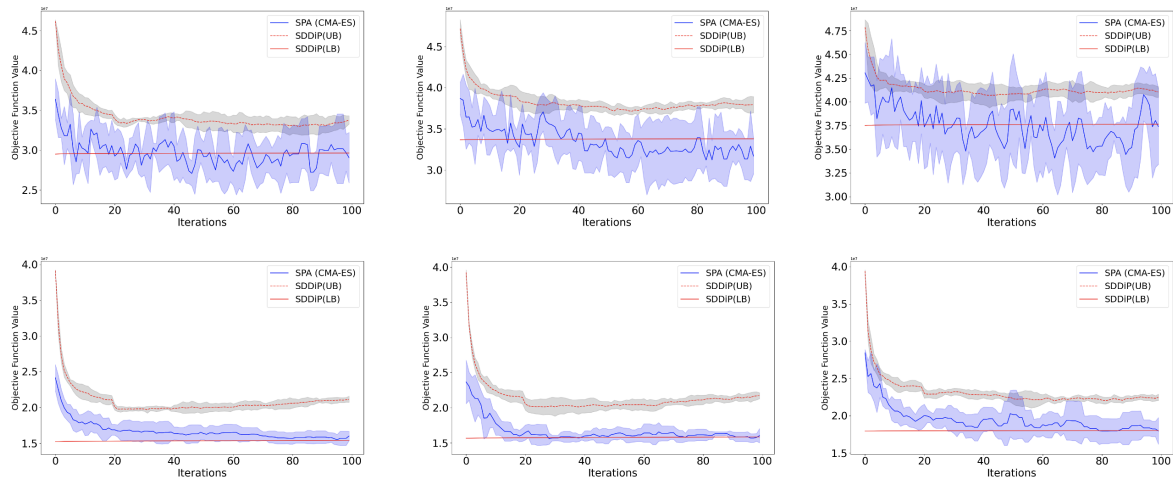 1e7
SPA (CMA-ES)
SDDiP(UB)
SDDiP(LB)
Objective Function Value
4.5
4.0
3.5
3.0
2.5
0 20 40 60 80 100
Iterations
1e7
SPA (CMA-ES)
SDDiP(UB)
SDDiP(LB)
Objective Function Value
4.5
4.0
3.5
3.0
0 20 40 60 80 100
Iterations
1e7
SPA (CMA-ES)
SDDiP(UB)
SDDiP(LB)
Objective Function Value
4.75
4.50
4.25
4.00
3.75
3.50
3.25
3.00
0 20 40 60 80 100
Iterations
1e7
SPA (CMA-ES)
SDDiP(UB)
SDDiP(LB)
Objective Function Value
4.0
3.5
3.0
2.5
2.0
1.5
0 20 40 60 80 100
Iterations
1e7
SPA (CMA-ES)
SDDiP(UB)
SDDiP(LB)
Objective Function Value
4.0
3.5
3.0
2.5
2.0
1.5
0 20 40 60 80 100
Iterations
1e7
SPA (CMA-ES)
SDDiP(UB)
SDDiP(LB)
Objective Function Value
4.0
3.5
3.0
2.5
2.0
1.5
0 20 40 60 80 100
Iterations